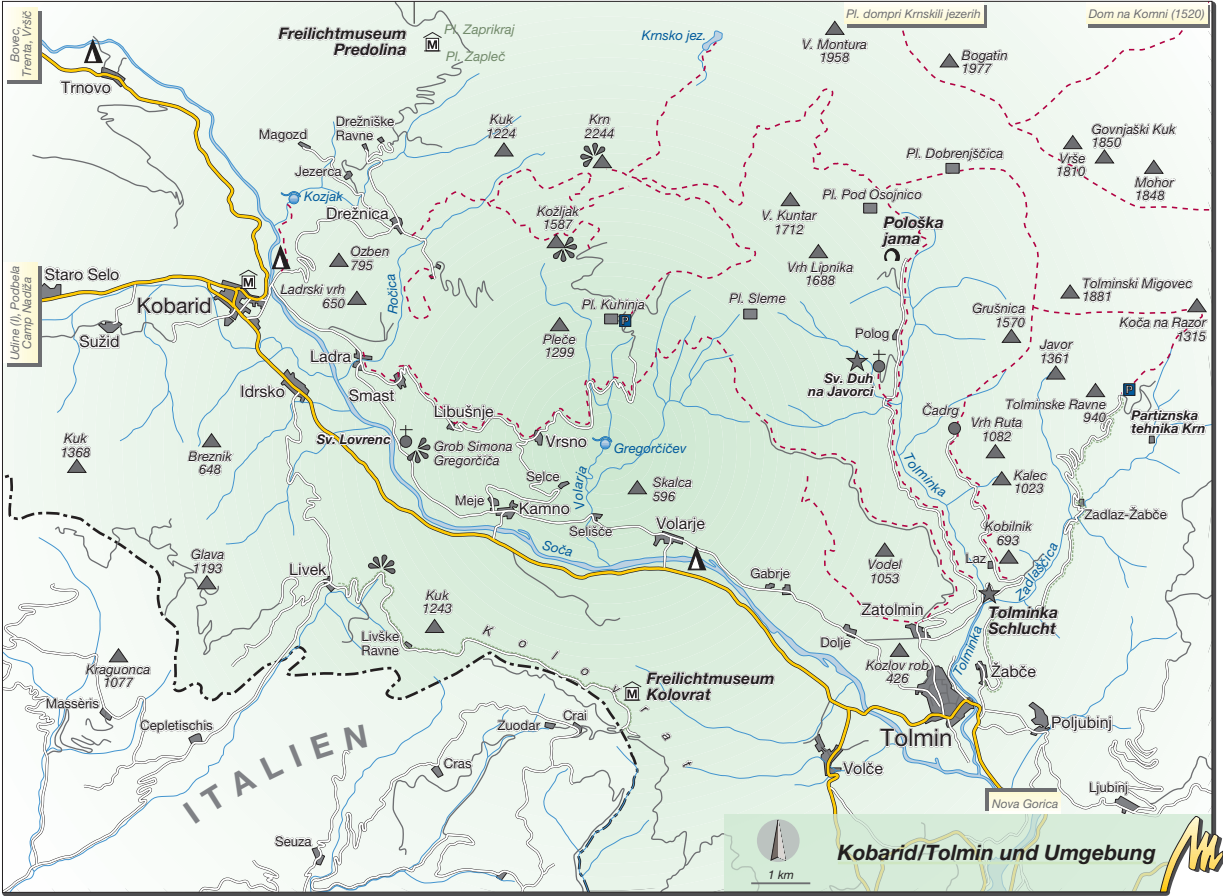 Bovec,
Trenta, Vršič
Pl. dompri Krnskili jezerih
Dom na Komni (1520)
Freilichtmuseum
Predolina
M
Pl. Zaprikraj
Pl. Zapleč
Krnsko jez.
V. Montura
1958
Bogatin
1977
Trnovo
Magozd
Drežniške
Ravne
Kuk
1224
Krn
2244
Govnjaški Kuk
1850
Vrše
1810
Mohor
1848
Pl. Dobrenjščica
Jezerca
Kozjak
Drežnica
Kožljak
1587
V. Kuntar
1712
Pl. Pod Osojnico
Pološka
jama
Ozben
795
Vrh Lipnika
1688
Staro Selo
M
Kobarid
Ladrski vrh
650
Ročica
Tolminski Migovec
1881
Udine (I), Podbela
Camp Nadiža
Sužid
Pl. Kuhinja
P
Pl. Sleme
Grušnica
1570
Koča na Razor
1315
Pleče
1299
Polog
Javor
1361
Ladra
Smast
Idrsko
Sv. Duh
na Javorci
Tolminske Ravne
940
P
Partiznska
tehnika Krn
Libušnje
Čadrg
Vrh Ruta
1082
Kuk
1368
Breznik
648
Sv. Lovrenc
Grob Simona
Gregorčiča
Vrsno
Gregorčičev
Selce
Volarja
Skalca
596
Tolminka
Kalec
1023
Meje
Kamno
Selišče
Volarje
Zadlaz-Žabče
Kobilnik
693
Soča
Glava
1193
Livek
Vodel
1053
Laz
Zadlaščica
Gabrje
Kuk
1243
Zatolmin
Tolminka
Schlucht
Livške
Ravne
Kolovrat
Dolje
Tolminka
Kraguonca
1077
Kozlov rob
426
Žabče
Freilichtmuseum
Kolovrat
M
Massèris
Cepletischis
Zuodar
Crai
Poljubinj
Tolmin
ITALIEN
Cras
Volče
Ljubinj
Nova Gorica
Seuza
1 km
Kobarid/Tolmin und Umgebung